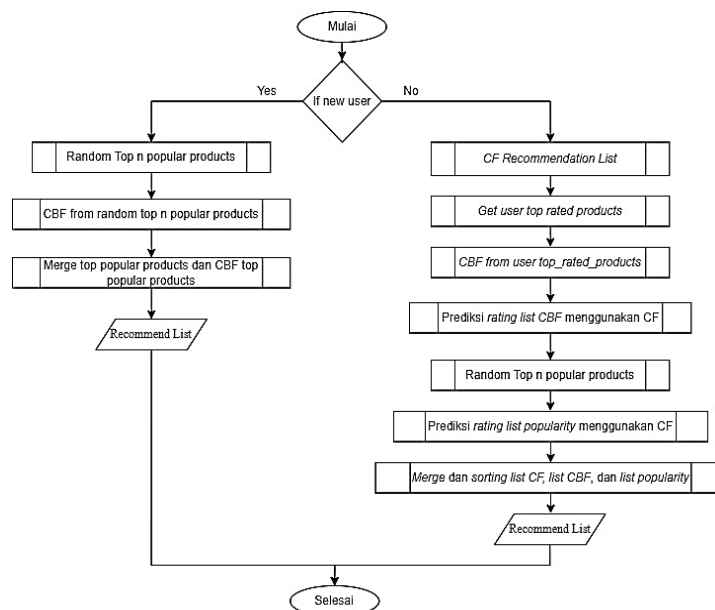 Mulai
If new user
Yes
No
Random Top n popular products
CBF from random top n popular products
Merge top popular products dan CBF top
popular products
Recommend List
CF Recommendation List
Get user top rated products
CBF from user top_rated_products
Prediksi rating list CBF menggunakan CF
Random Top n popular products
Prediksi rating list popularity menggunakan CF
Merge dan sorting list CF, list CBF, dan list popularity
Recommend List
Selesai